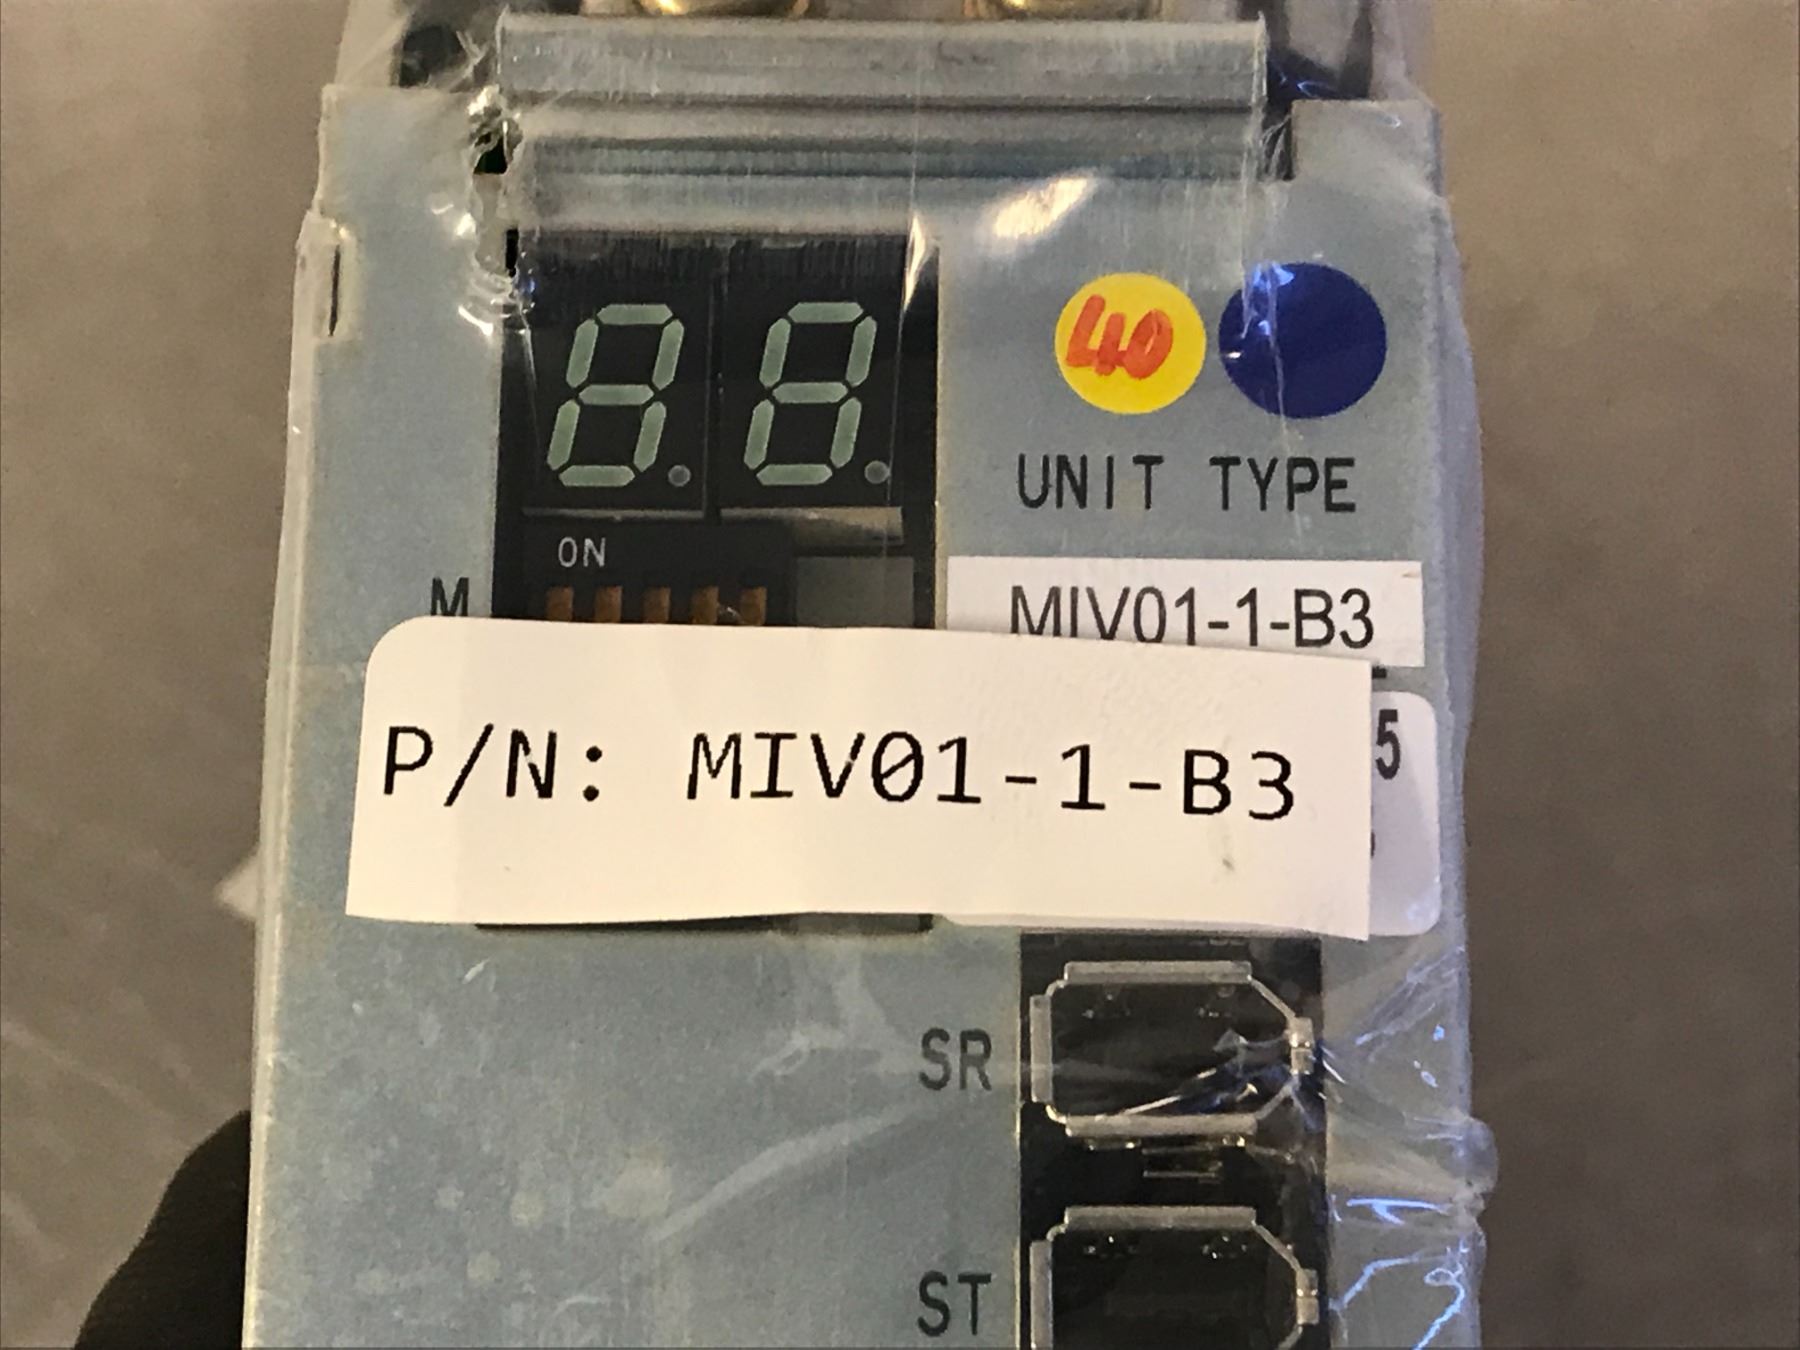 40
UNIT TYPE
ON
M
MIV01-1-B3
5
P/N: MIV01-1-B3
SR
ST